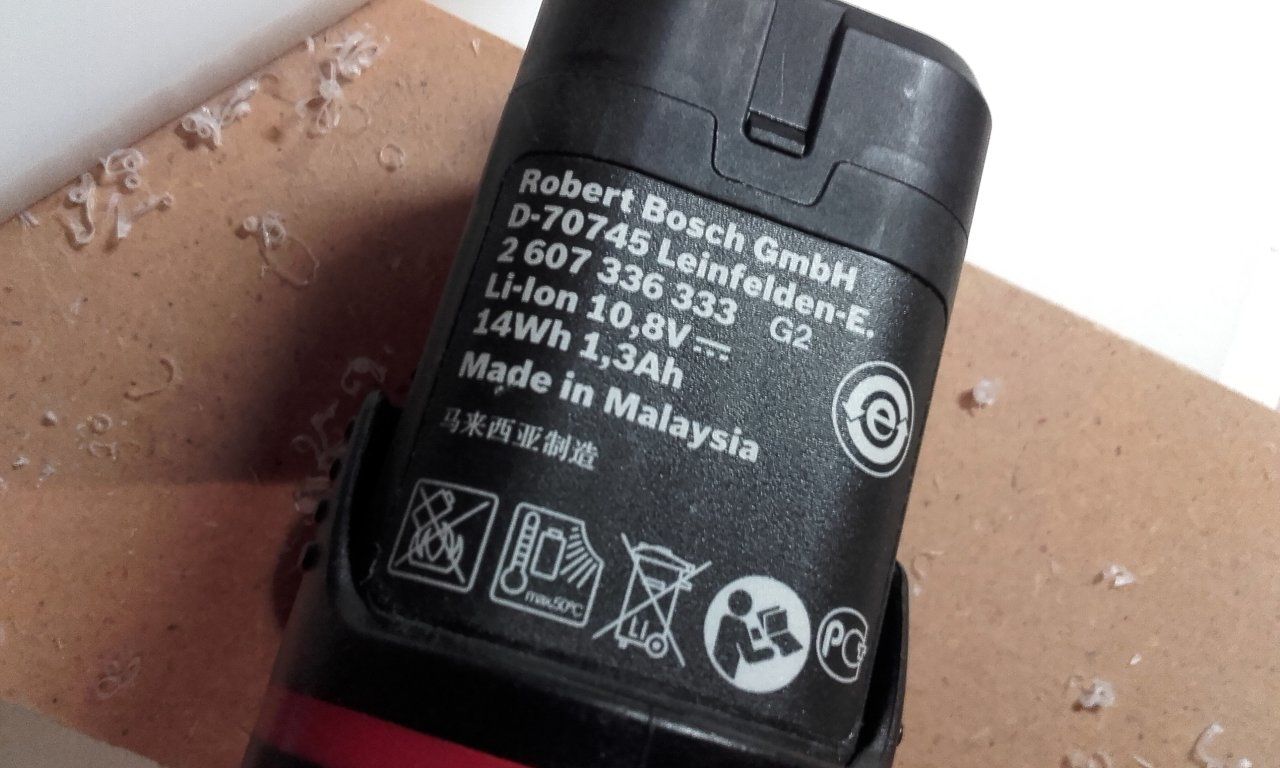 Robert Bosch GmbH
D-70745 Leinfelden-E.
2 607 336 333 G2
Li-Ion 10,8V
14Wh 1,3Ah
Made in Malaysia
马来西亚制造
e
max.50°C
LI
PC